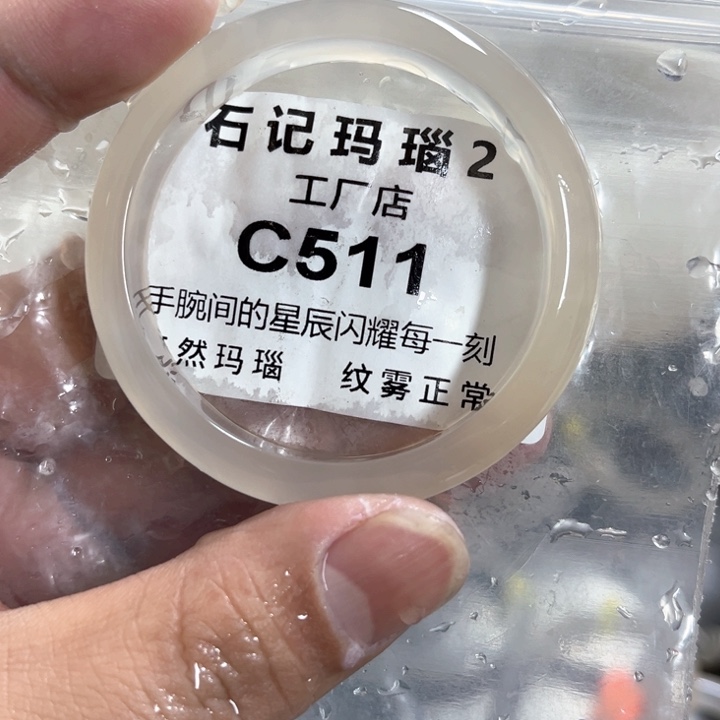 石记玛瑙2
工厂店
C511
手腕间的星辰闪耀每一刻
然玛瑙 纹雾正常